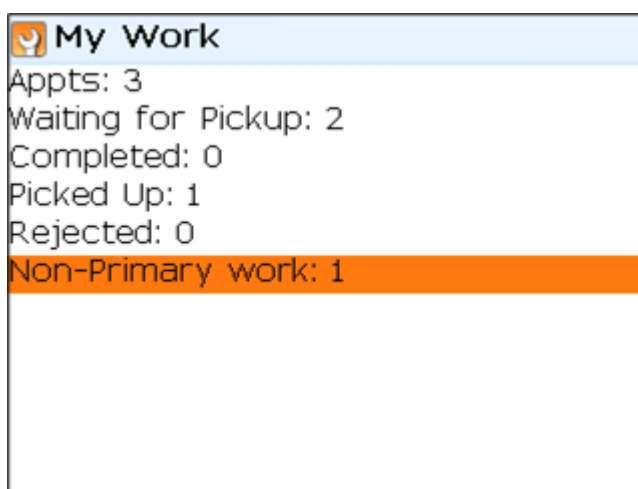 My Work
Appts: 3
Waiting for Pickup: 2
Completed: 0
Picked Up: 1
Rejected: 0
Non-Primary work: 1